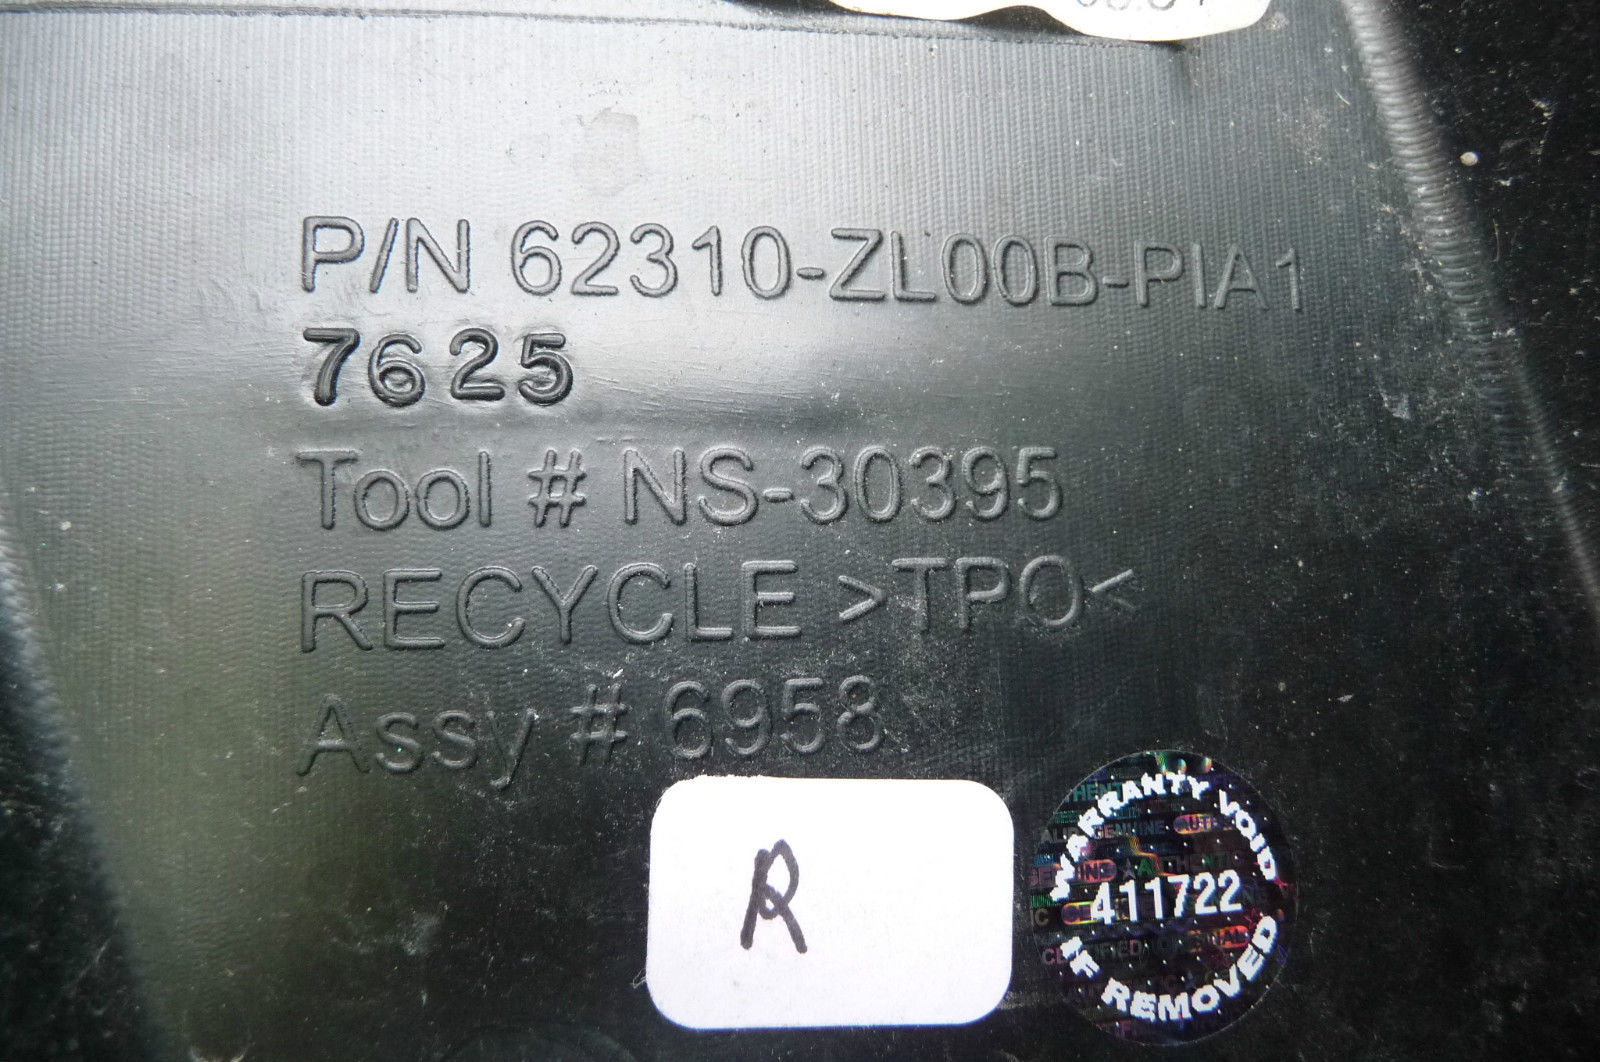 P/N 62310-ZL00B-PIA1
7625
Tool # NS-30395
RECYCLE >TPO<
Assy # 6958
R
WARRANTY VOID
411722
IF REMOVED